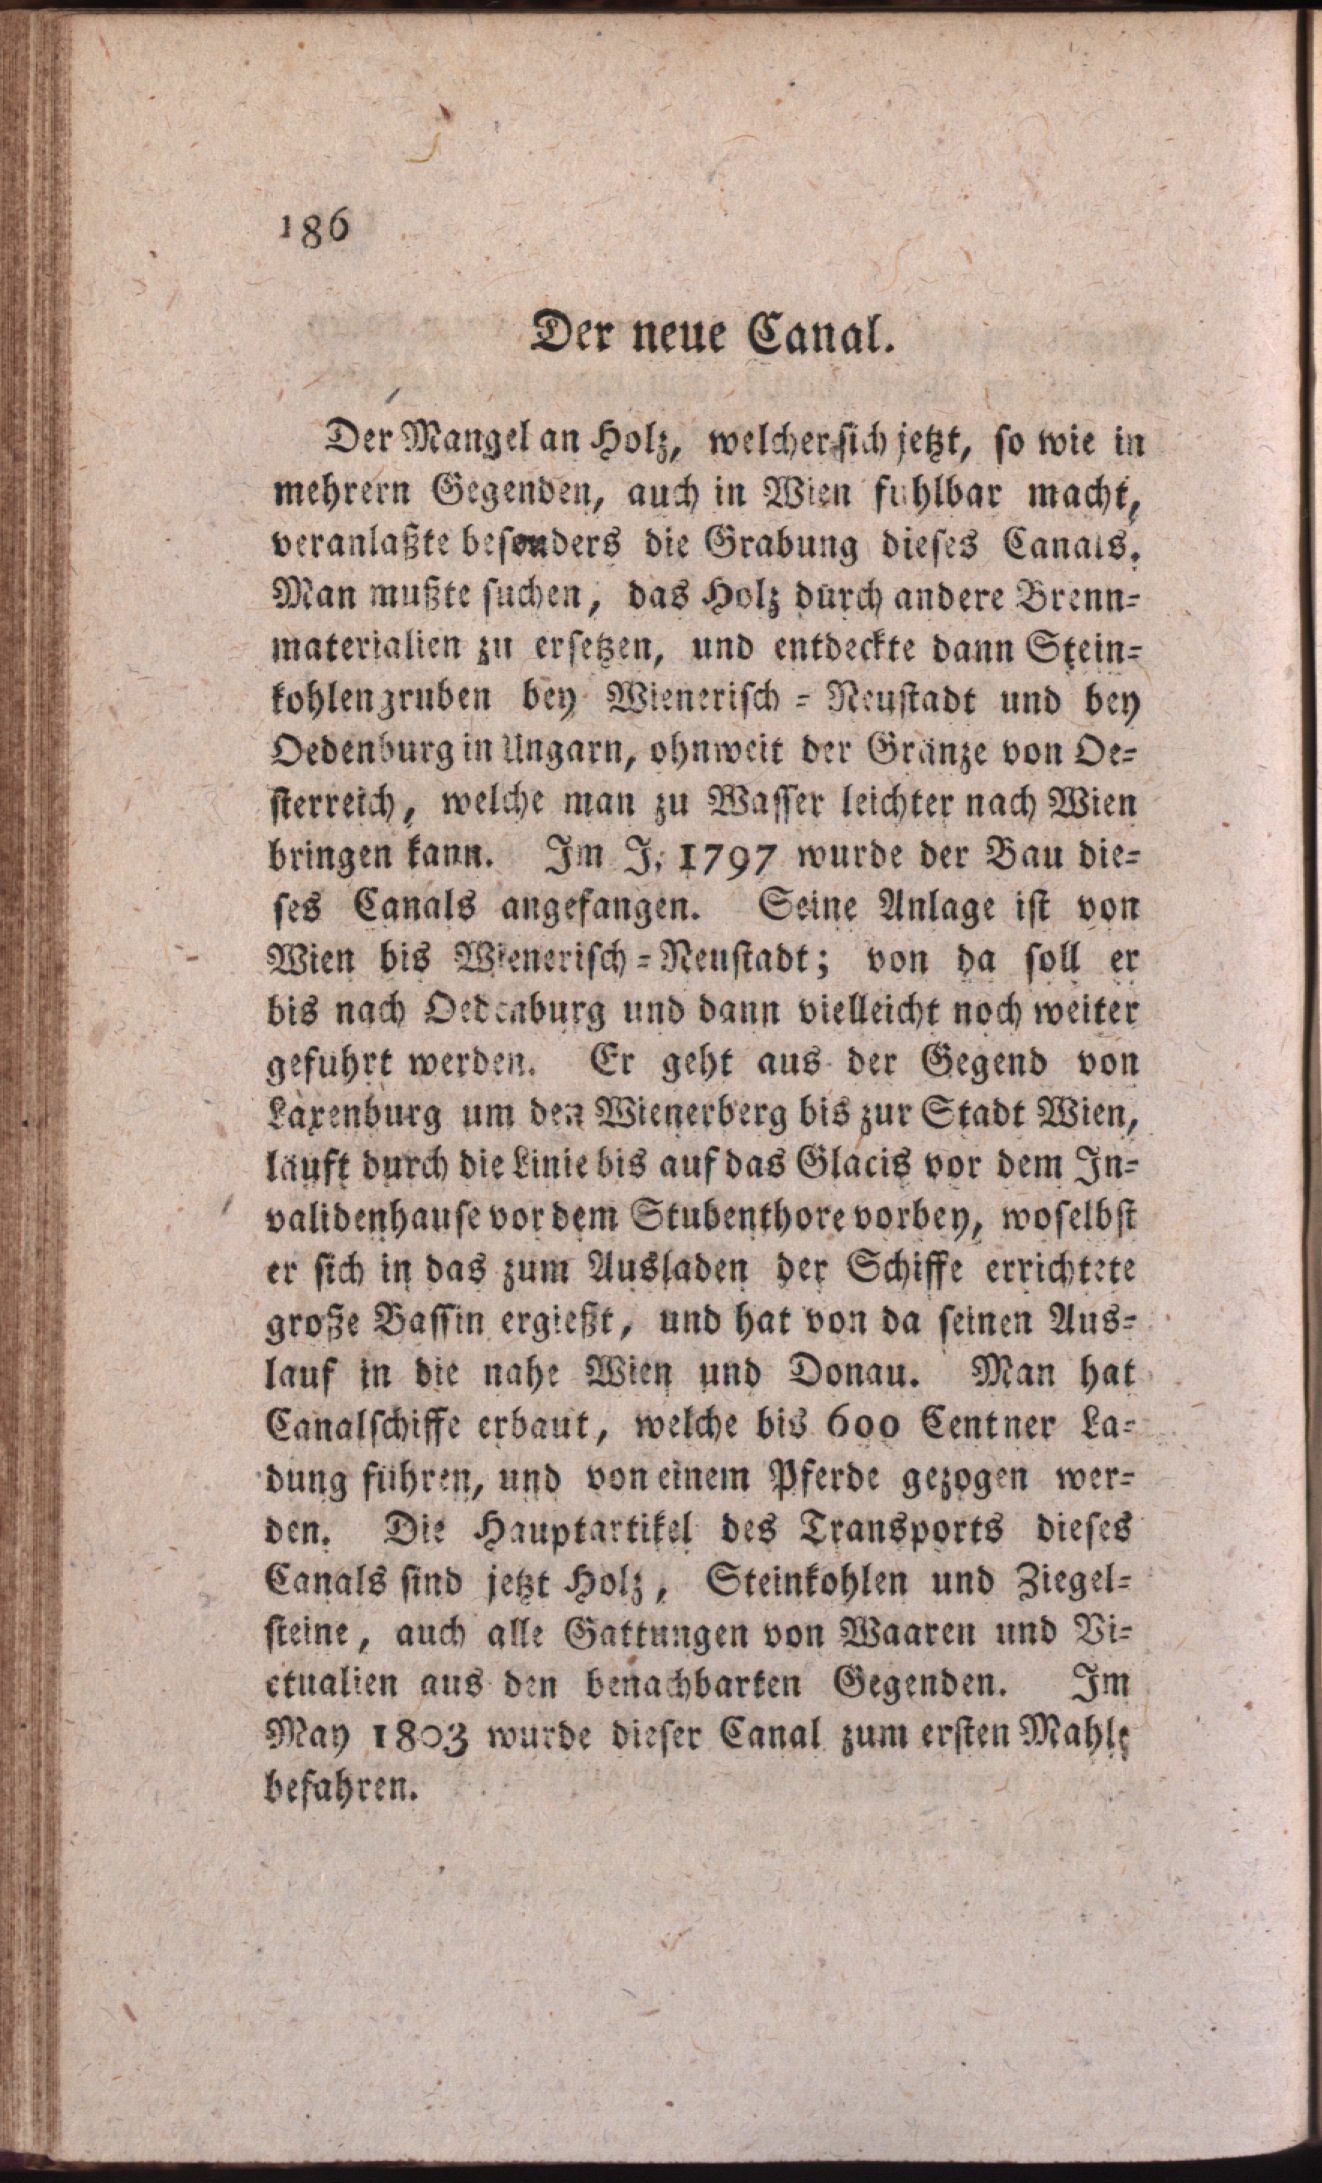 186
Der neue Canal.
Der Mangel an Holz, welcher sich jetzt, so wie in
mehrern Gegenden, auch in Wien fühlbar macht,
veranlaßte besonders die Grabung dieses Canals.
Man mußte suchen, das Holz durch andere Brenn-
materialien zu ersetzen, und entdeckte dann Stein-
kohlengruben bey Wienerisch-Neustadt und bey
Oedenburg in Ungarn, ohnweit der Gränze von Oe-
sterreich, welche man zu Wasser leichter nach Wien
bringen kann. Im J. 1797 wurde der Bau die-
ses Canals angefangen. Seine Anlage ist von
Wien bis Wienerisch-Neustadt; von da soll er
bis nach Oedenburg und dann vielleicht noch weiter
geführt werden. Er geht aus der Gegend von
Laxenburg um den Wienerberg bis zur Stadt Wien,
läuft durch die Linie bis auf das Glacis vor dem In-
validenhause vor dem Stubenthore vorbey, woselbst
er sich in das zum Ausladen der Schiffe errichtete
große Bassin ergießt, und hat von da seinen Aus-
lauf in die nahe Wien und Donau. Man hat
Canalschiffe erbaut, welche bis 600 Centner La-
dung führen, und von einem Pferde gezogen wer-
den. Die Hauptartikel des Transports dieses
Canals sind jetzt Holz, Steinkohlen und Ziegel-
steine, auch alle Gattungen von Waaren und Vi-
ctualien aus den benachbarten Gegenden. Im
May 1803 wurde dieser Canal zum ersten Mahle
befahren.